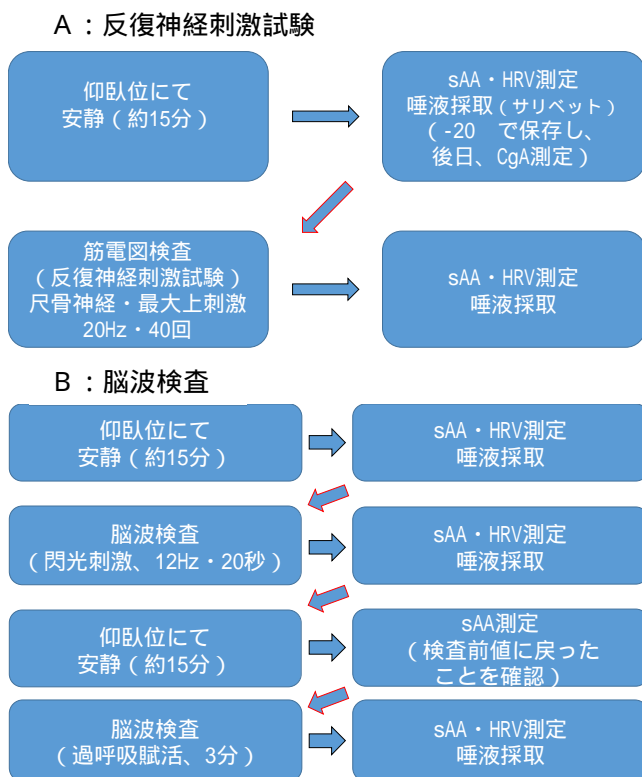 A：反復神経刺激試験
仰臥位にて
安静（約15分）
sAA・HRV測定
唾液採取（サリベット）
（-20　で保存し、
後日、CgA測定）
筋電図検査
（反復神経刺激試験）
尺骨神経・最大上刺激
20Hz・40回
sAA・HRV測定
唾液採取
B：脳波検査
仰臥位にて
安静（約15分）
sAA・HRV測定
唾液採取
脳波検査
（閃光刺激、12Hz・20秒）
sAA・HRV測定
唾液採取
仰臥位にて
安静（約15分）
sAA測定
（検査前値に戻った
ことを確認）
脳波検査
（過呼吸賦活、3分）
sAA・HRV測定
唾液採取